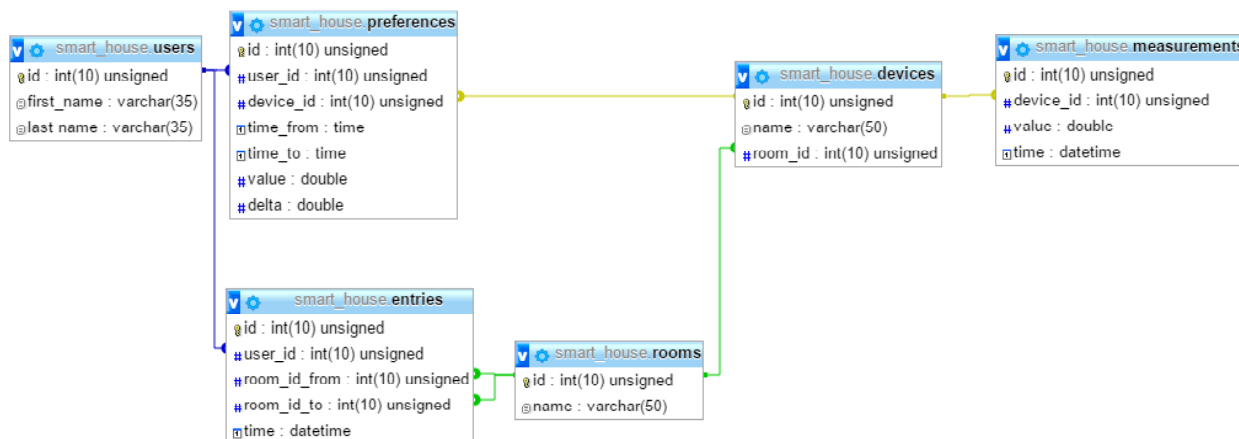 smart_house.users
id : int(10) unsigned
first_name : varchar(35)
last name : varchar(35)
smart_house.preferences
id : int(10) unsigned
user_id : int(10) unsigned
device_id : int(10) unsigned
time_from : time
time_to : time
value : double
delta : double
smart_house.devices
id : int(10) unsigned
name : varchar(50)
room_id : int(10) unsigned
smart_house.measurements
id : int(10) unsigned
device_id : int(10) unsigned
value : double
time : datetime
smart_house.entries
id : int(10) unsigned
user_id : int(10) unsigned
room_id_from : int(10) unsigned
room_id_to : int(10) unsigned
time : datetime
smart_house.rooms
id : int(10) unsigned
name : varchar(50)